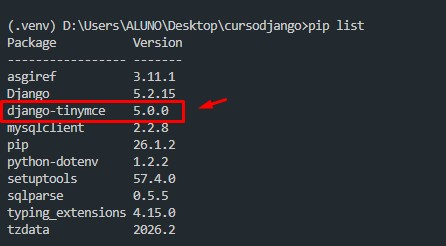 (.venv) D:\Users\ALUNO\Desktop\cursodjango>pip list
Package           Version
----------------- -------
asgiref           3.11.1
Django            5.2.15
django-tinymce    5.0.0
mysqlclient       2.2.8
pip               26.1.2
python-dotenv     1.2.2
setuptools        57.4.0
sqlparse          0.5.5
typing_extensions 4.15.0
tzdata            2026.2